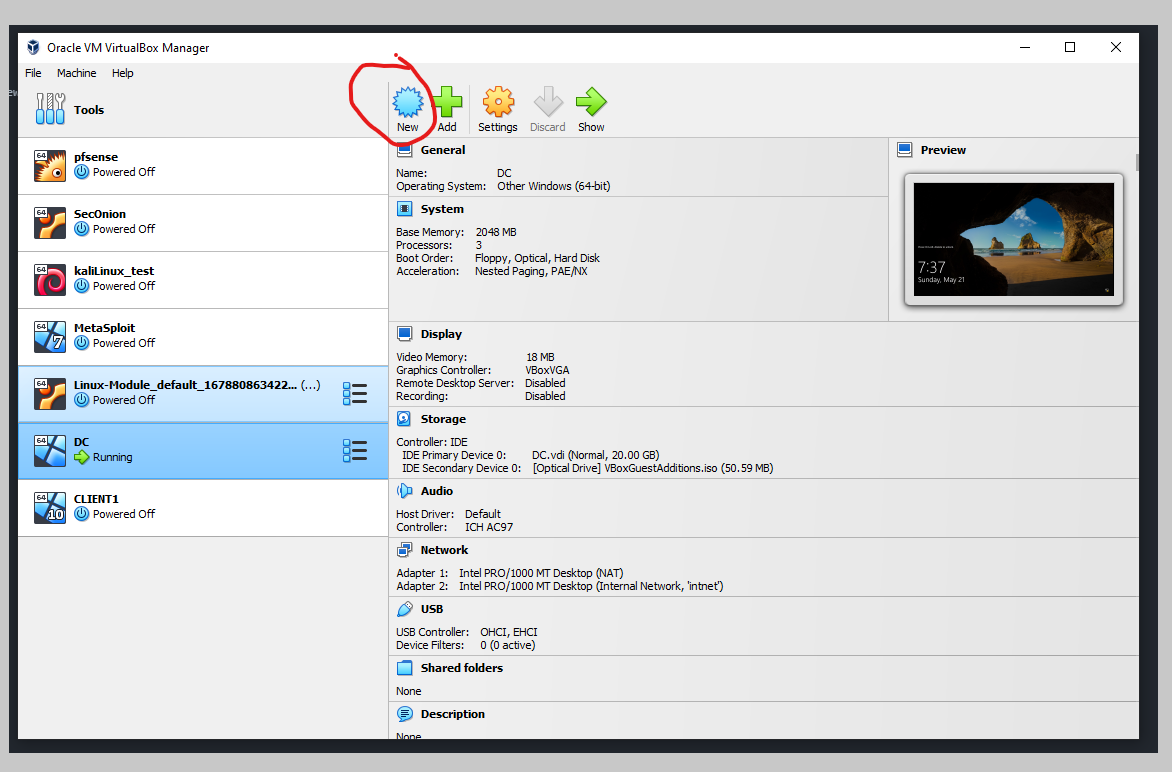 Oracle VM VirtualBox Manager
File Machine Help
Tools
New Add Settings Discard Show
64 pfsense
Powered Off
64 SecOnion
Powered Off
64 kaliLinux_test
Powered Off
64 MetaSploit
7 Powered Off
64 Linux-Module_default_167880863422... (...)
Powered Off
64 DC
Running
64 CLIENT1
10 Powered Off
General
Name: DC
Operating System: Other Windows (64-bit)
System
Base Memory: 2048 MB
Processors: 3
Boot Order: Floppy, Optical, Hard Disk
Acceleration: Nested Paging, PAE/NX
Preview
7:37
Sunday, May 21
Display
Video Memory: 18 MB
Graphics Controller: VBoxVGA
Remote Desktop Server: Disabled
Recording: Disabled
Storage
Controller: IDE
IDE Primary Device 0: DC.vdi (Normal, 20.00 GB)
IDE Secondary Device 0: [Optical Drive] VBoxGuestAdditions.iso (50.59 MB)
Audio
Host Driver: Default
Controller: ICH AC97
Network
Adapter 1: Intel PRO/1000 MT Desktop (NAT)
Adapter 2: Intel PRO/1000 MT Desktop (Internal Network, 'intnet')
USB
USB Controller: OHCI, EHCI
Device Filters: 0 (0 active)
Shared folders
None
Description
None